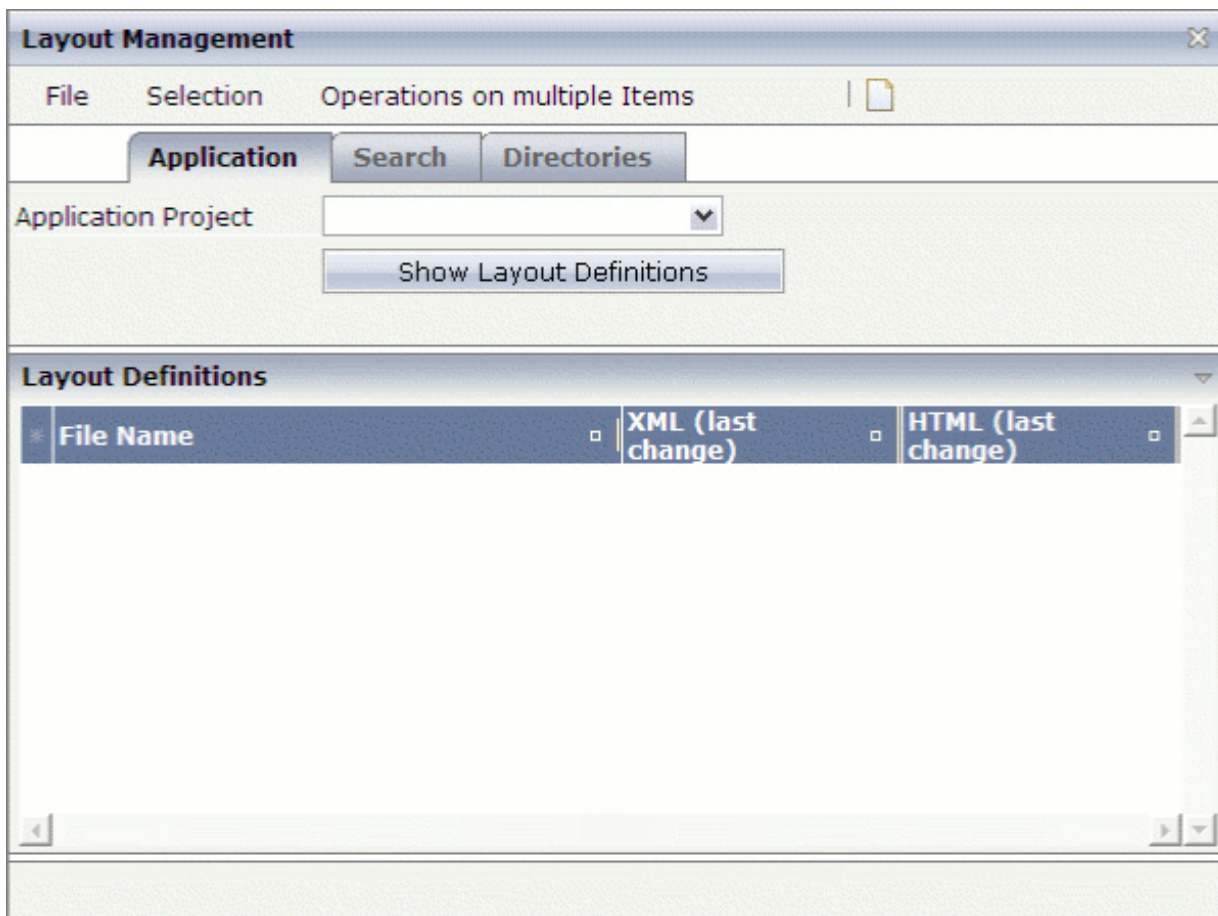 Layout Management
File Selection Operations on multiple Items
Application Search Directories
Application Project
Show Layout Definitions
Layout Definitions
File Name XML (last change) HTML (last change)